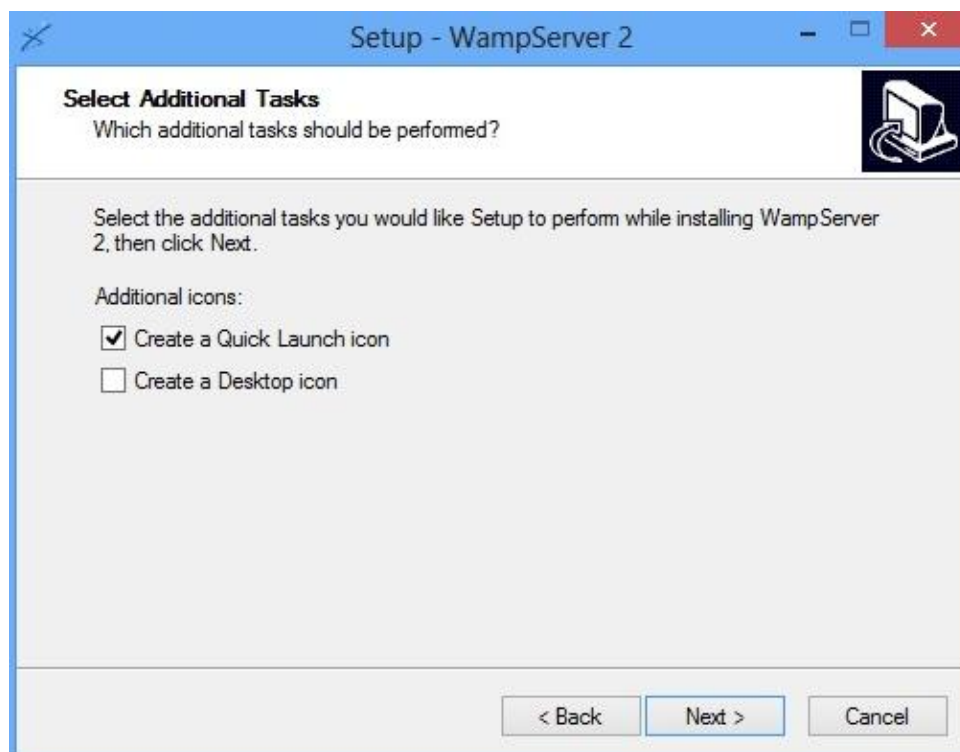 Setup - WampServer 2
Select Additional Tasks
Which additional tasks should be performed?
Select the additional tasks you would like Setup to perform while installing WampServer
2, then click Next.
Additional icons:
Create a Quick Launch icon
Create a Desktop icon
< Back
Next >
Cancel